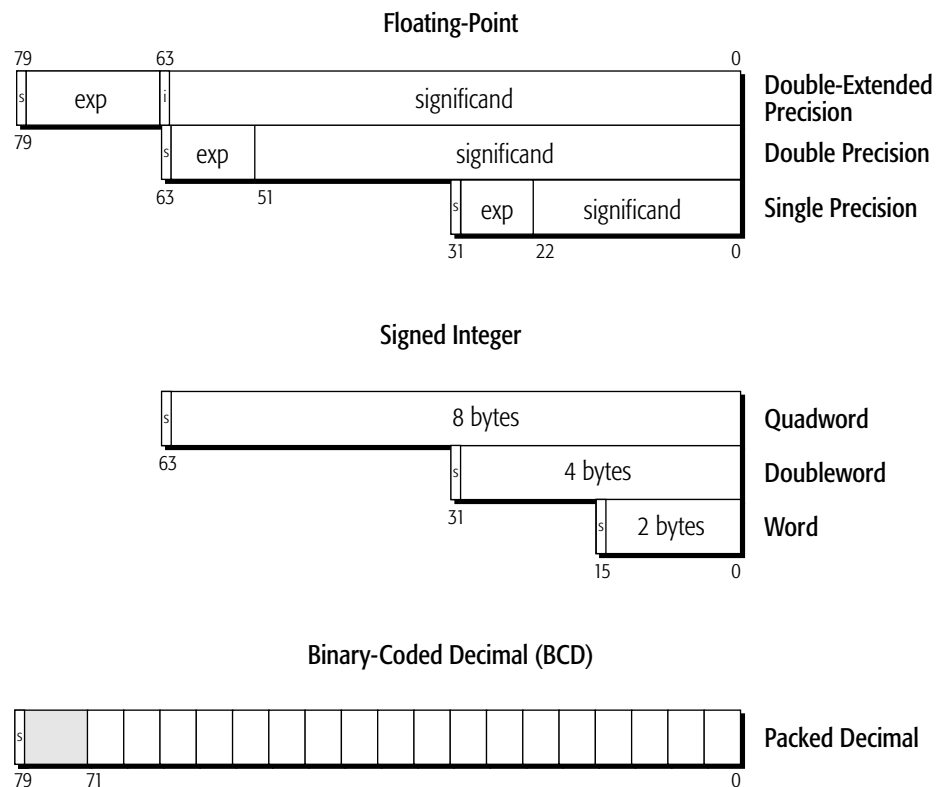 Floating-Point
79 63 0
s exp i significand Double-Extended
Precision
79
s exp significand Double Precision
63 51
s exp significand Single Precision
31 22 0
Signed Integer
s 8 bytes Quadword
63
s 4 bytes Doubleword
31
s 2 bytes Word
15 0
Binary-Coded Decimal (BCD)
s Packed Decimal
79 71 0